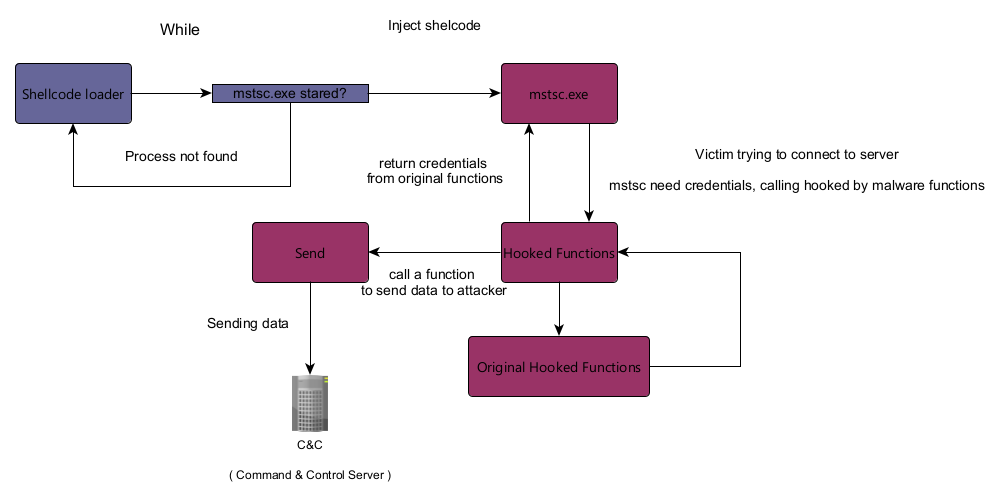 While
Inject shelcode
Shellcode loader
mstsc.exe stared?
mstsc.exe
Process not found
return credentials
from original functions
Victim trying to connect to server
mstsc need credentials, calling hooked by malware functions
Send
Hooked Functions
call a function
to send data to attacker
Sending data
Original Hooked Functions
C&C
( Command & Control Server )